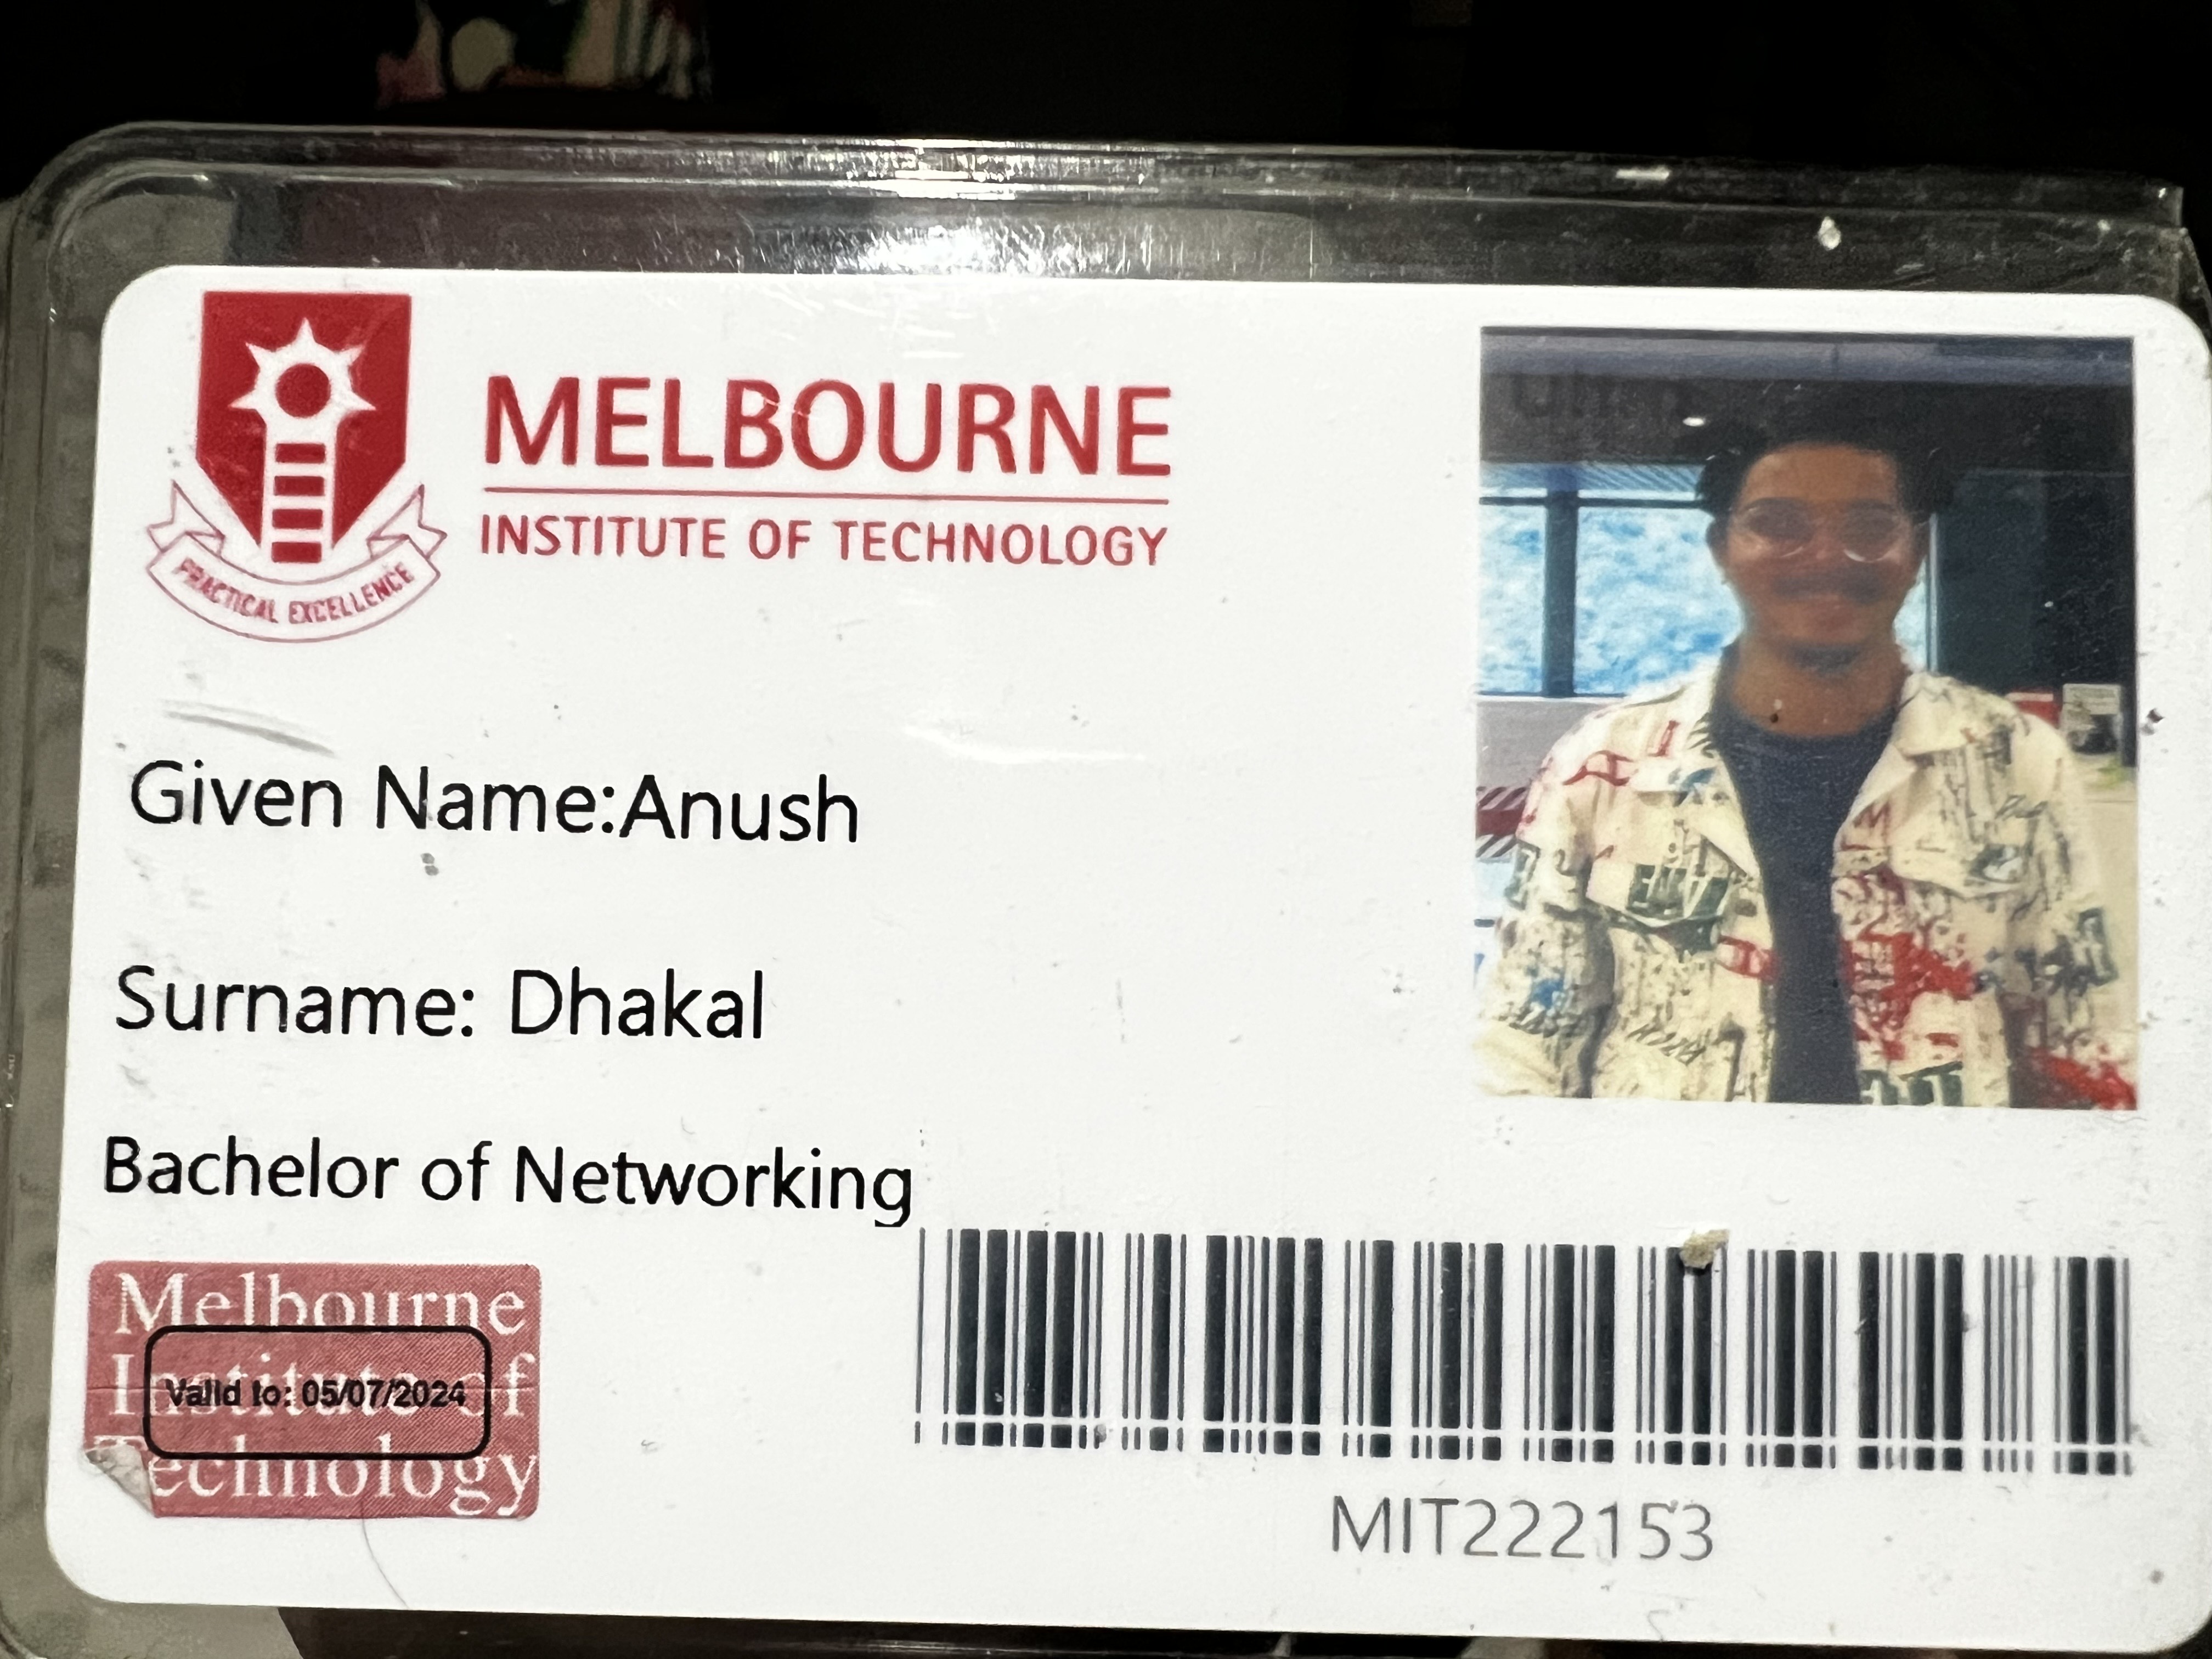 MELBOURNE
INSTITUTE OF TECHNOLOGY
PRACTICAL EXCELLENCE
Given Name:Anush
Surname: Dhakal
Bachelor of Networking
Melbourne
Institute of
Technology
Valid to: 05/07/2024
MIT222153